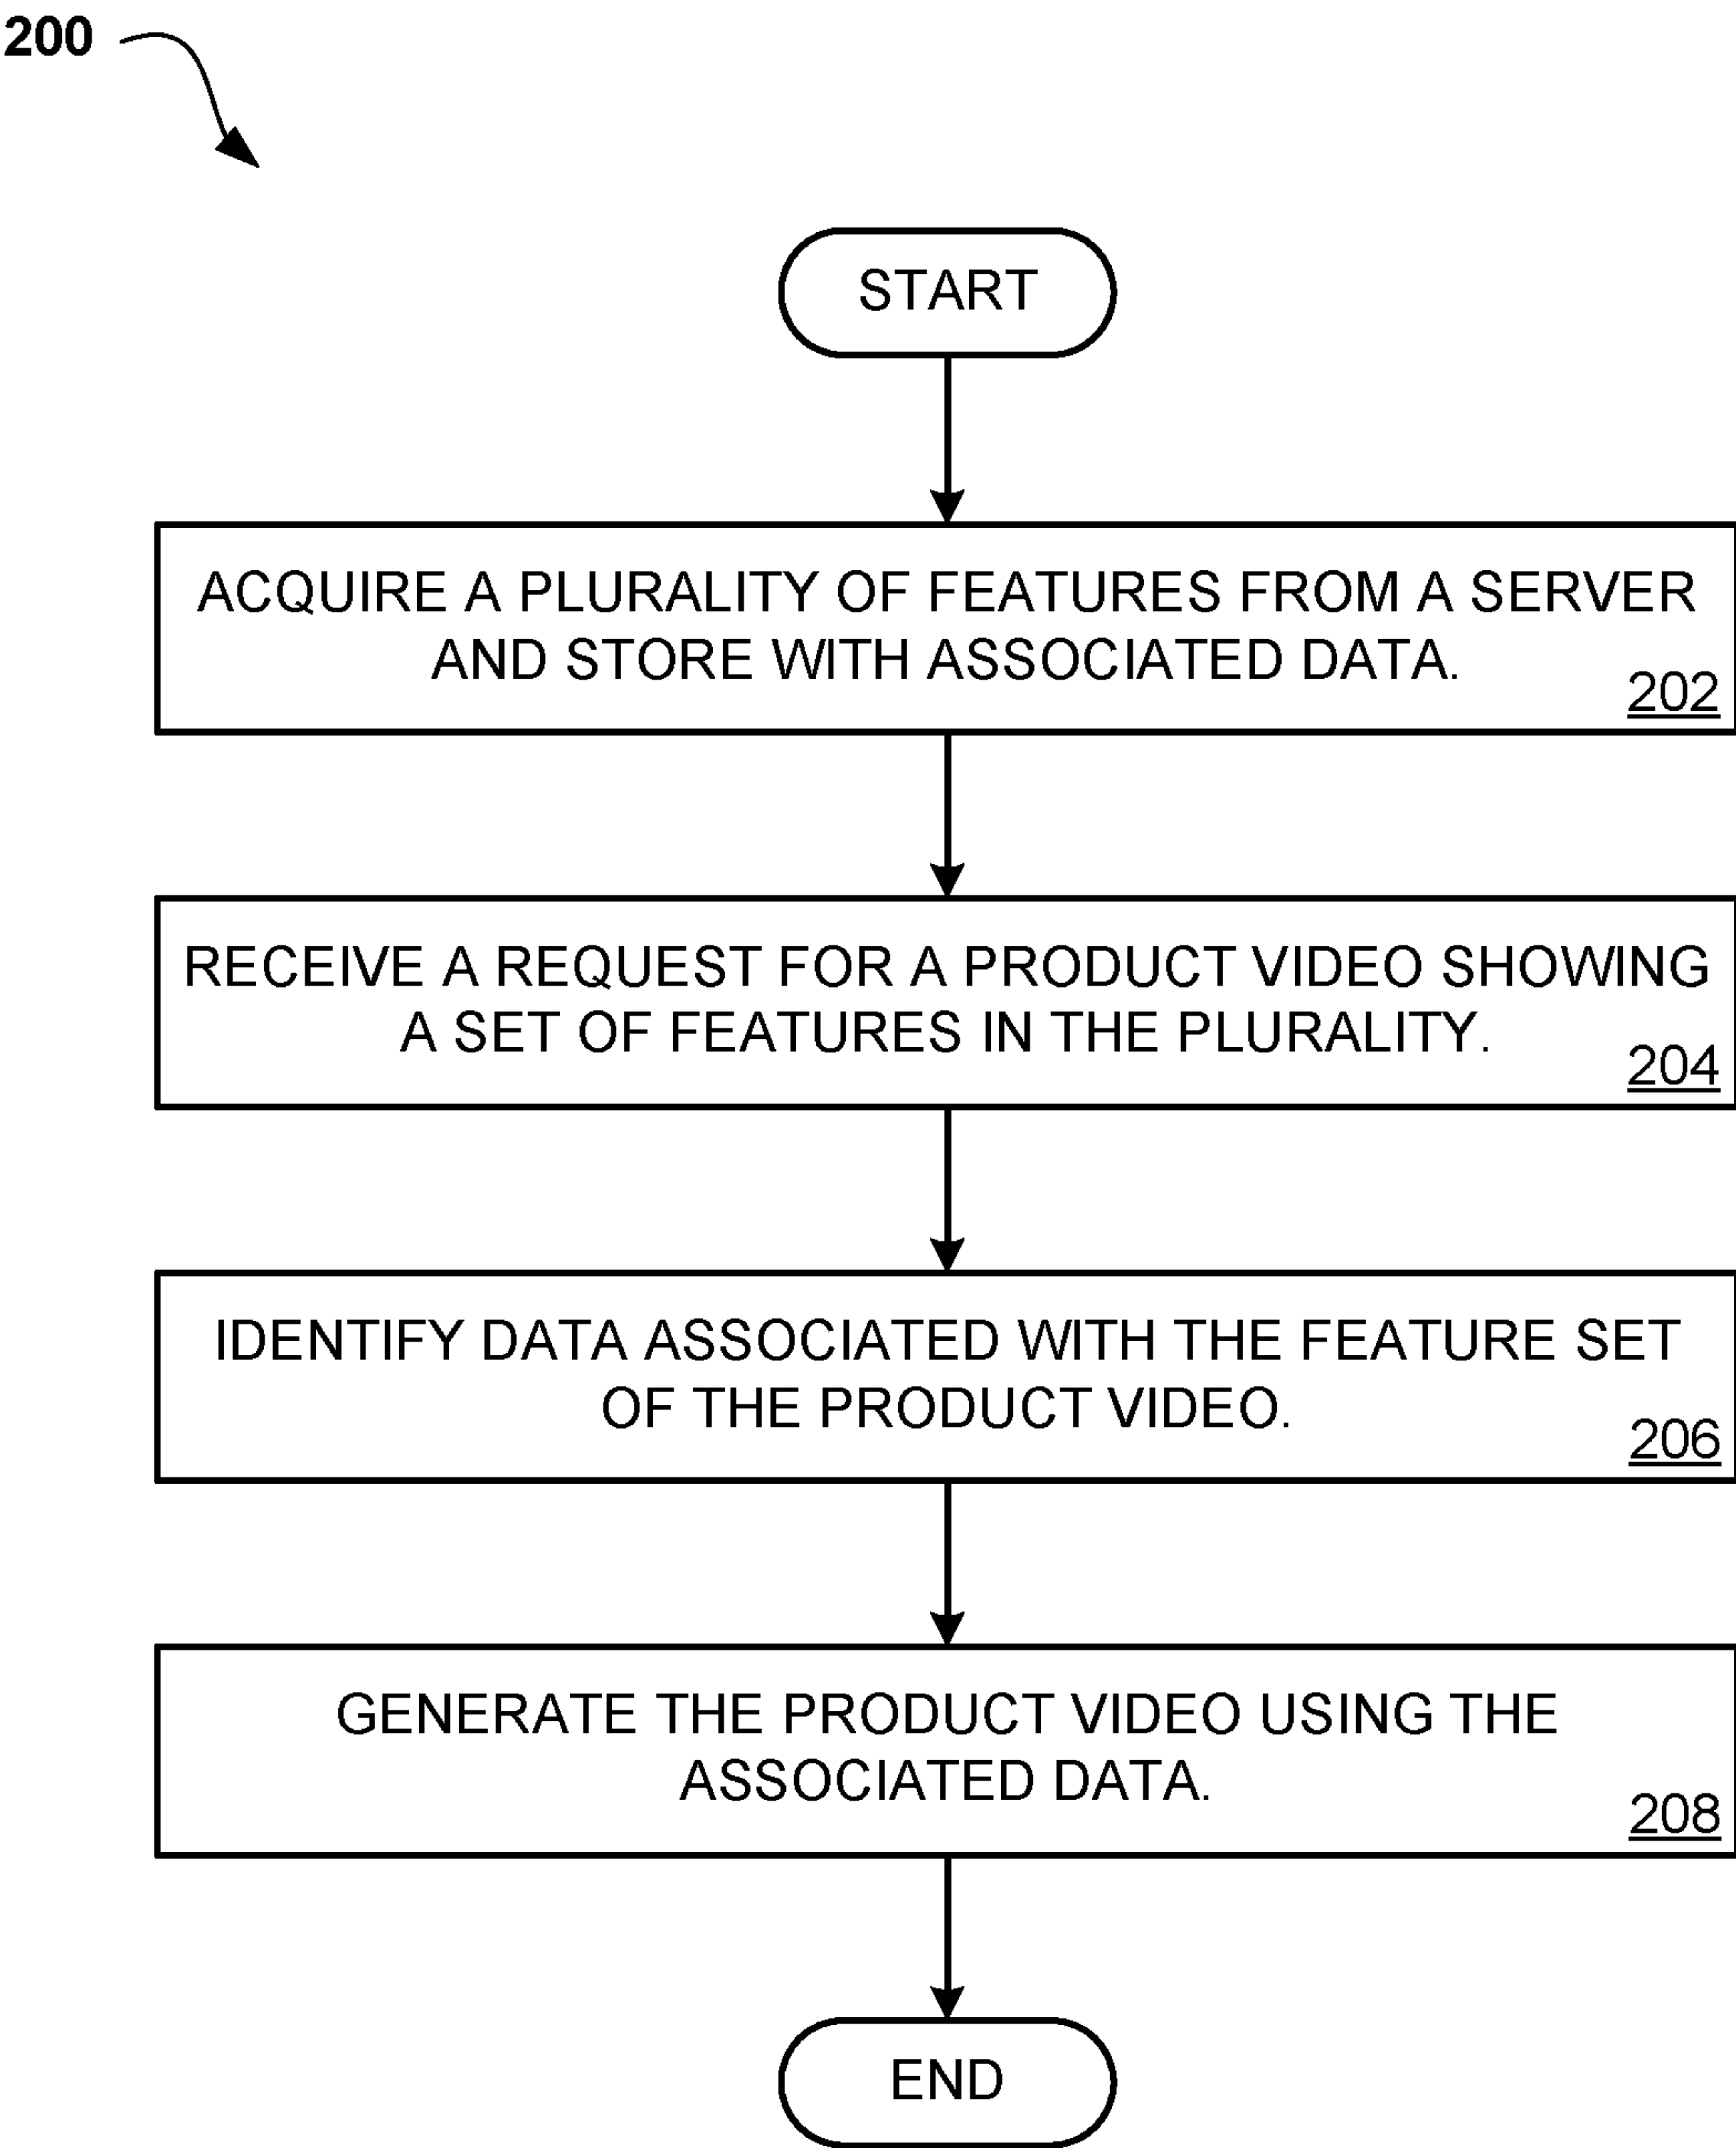 200
START
ACQUIRE A PLURALITY OF FEATURES FROM A SERVER
AND STORE WITH ASSOCIATED DATA.
202
RECEIVE A REQUEST FOR A PRODUCT VIDEO SHOWING
A SET OF FEATURES IN THE PLURALITY.
204
IDENTIFY DATA ASSOCIATED WITH THE FEATURE SET
OF THE PRODUCT VIDEO.
206
GENERATE THE PRODUCT VIDEO USING THE
ASSOCIATED DATA.
208
END